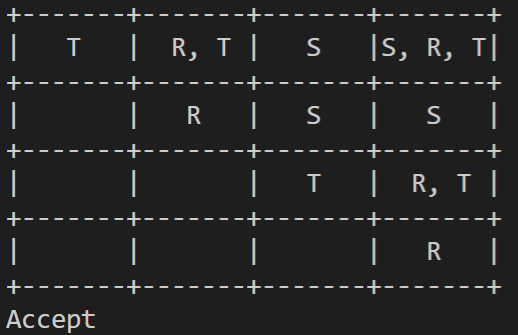 +-------+-------+-------+-------+
|   T   |  R, T |   S   |S, R, T|
+-------+-------+-------+-------+
|       |   R   |   S   |   S   |
+-------+-------+-------+-------+
|       |       |   T   |  R, T |
+-------+-------+-------+-------+
|       |       |       |   R   |
+-------+-------+-------+-------+
Accept